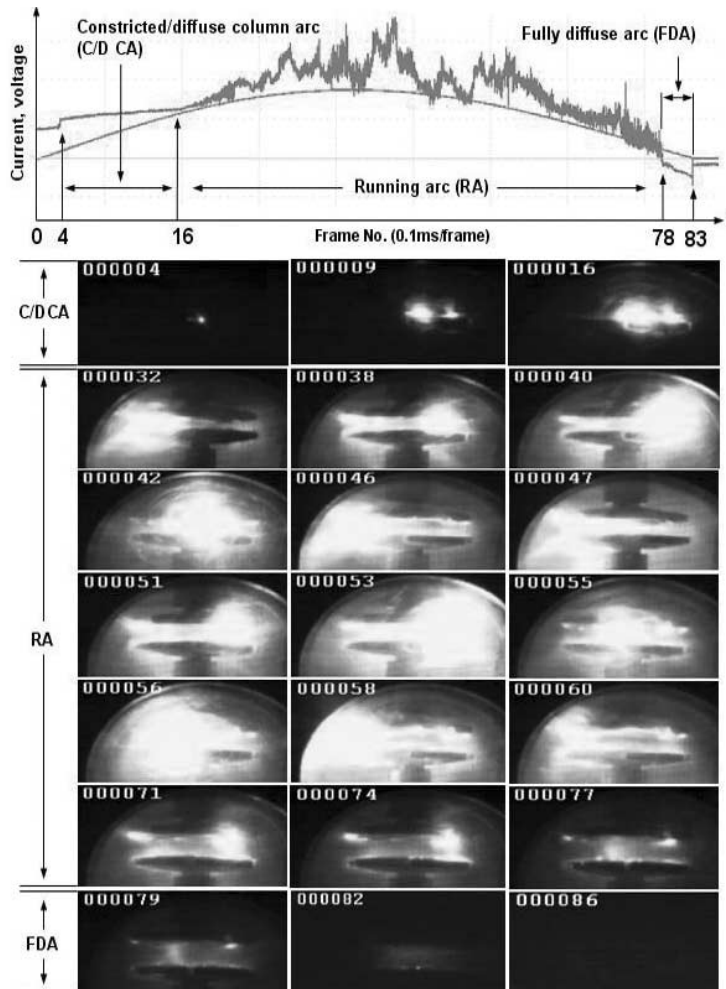 Constricted/diffuse column arc
(C/D CA)
Fully diffuse arc (FDA)
Current, voltage
Running arc (RA)
0 4 16 Frame No. (0.1ms/frame) 78 83
C/D CA
000004 000009 000016
000032 000038 000040
000042 000046 000047
RA
000051 000053 000055
000056 000058 000060
000071 000074 000077
FDA
000079 000082 000086